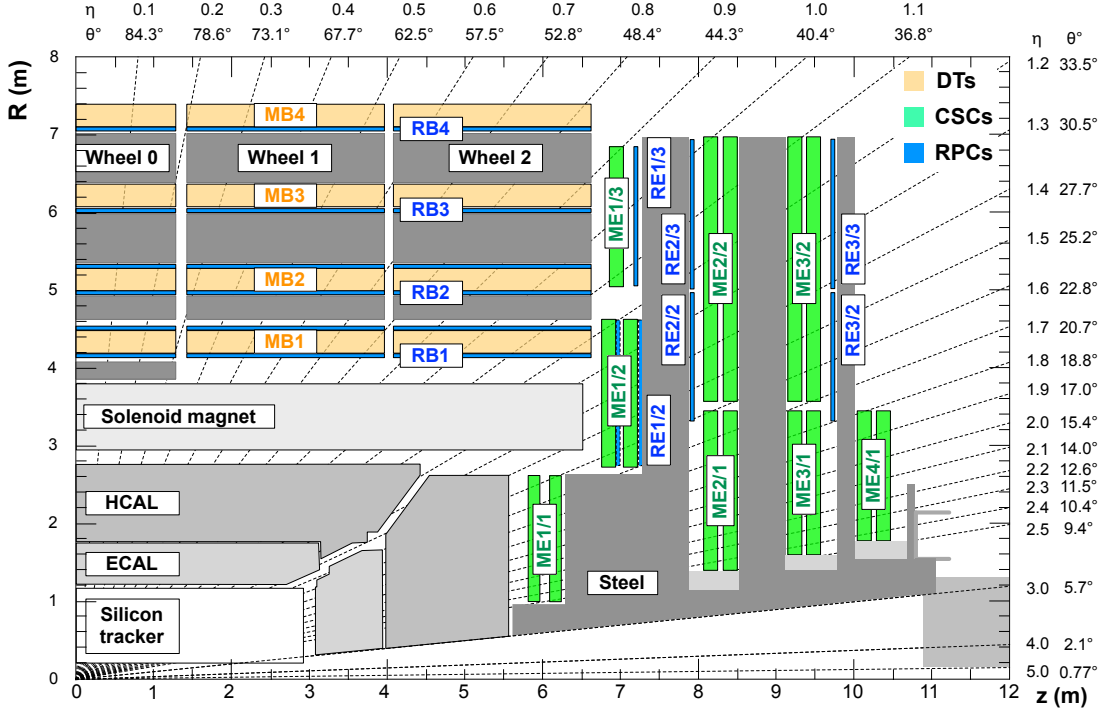 η 0.1 0.2 0.3 0.4 0.5 0.6 0.7 0.8 0.9 1.0 1.1
θ° 84.3° 78.6° 73.1° 67.7° 62.5° 57.5° 52.8° 48.4° 44.3° 40.4° 36.8° η θ°
R (m)
8
7
6
5
4
3
2
1
0
0 1 2 3 4 5 6 7 8 9 10 11 12
z (m)
1.2 33.5°
1.3 30.5°
1.4 27.7°
1.5 25.2°
1.6 22.8°
1.7 20.7°
1.8 18.8°
1.9 17.0°
2.0 15.4°
2.1 14.0°
2.2 12.6°
2.3 11.5°
2.4 10.4°
2.5 9.4°
3.0 5.7°
4.0 2.1°
5.0 0.77°
DTs
CSCs
RPCs
MB4
RB4
Wheel 0 Wheel 1 Wheel 2
MB3
RB3
MB2
RB2
MB1
RB1
Solenoid magnet
HCAL
ECAL
Silicon
tracker
Steel
ME1/3
RE1/3
RE2/3
ME2/2
ME3/2
RE3/3
RE2/2
RE3/2
ME1/2
RE1/2
ME2/1
ME3/1
ME4/1
ME1/1